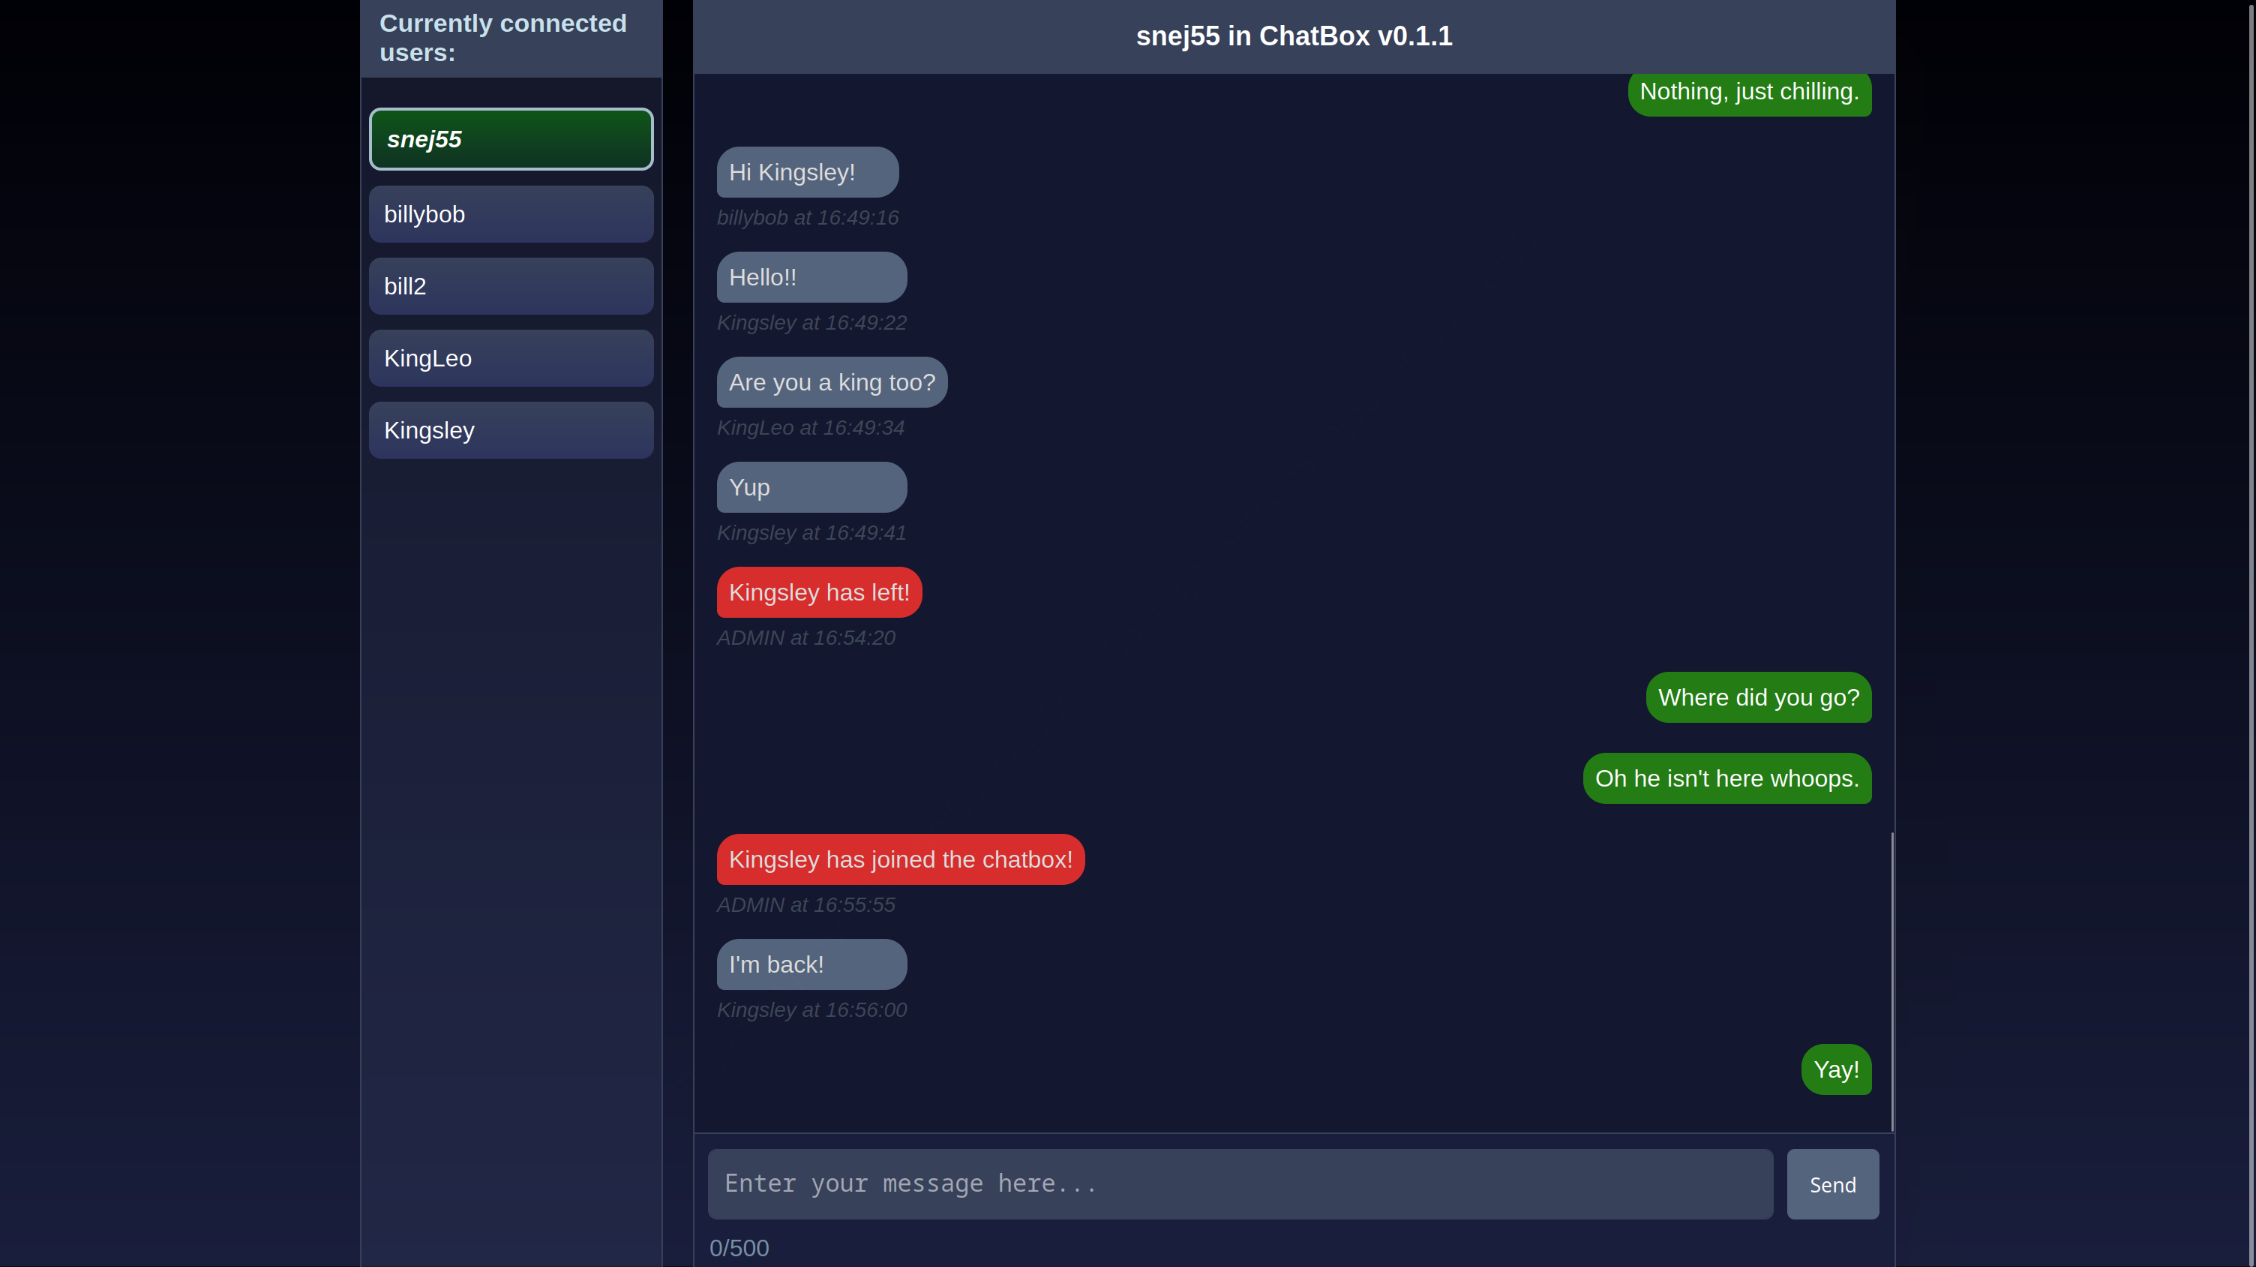 Currently connected
users:
snej55
billybob
bill2
KingLeo
Kingsley
snej55 in ChatBox v0.1.1
Nothing, just chilling.
Hi Kingsley!
billybob at 16:49:16
Hello!!
Kingsley at 16:49:22
Are you a king too?
KingLeo at 16:49:34
Yup
Kingsley at 16:49:41
Kingsley has left!
ADMIN at 16:54:20
Where did you go?
Oh he isn't here whoops.
Kingsley has joined the chatbox!
ADMIN at 16:55:55
I'm back!
Kingsley at 16:56:00
Yay!
Enter your message here...
Send
0/500